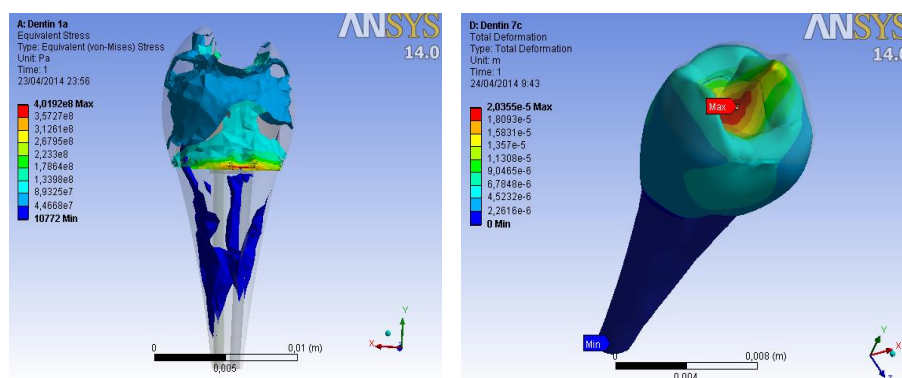 A: Dentin 1a
Equivalent Stress
Type: Equivalent (von-Mises) Stress
Unit: Pa
Time: 1
23/04/2014 23:56
4,0192e8 Max
3,5727e8
3,1261e8
2,6795e8
2,233e8
1,7864e8
1,3398e8
8,9325e7
4,4668e7
10772 Min
ANSYS
14.0
Y
X
0
0,01 (m)
0,005
D: Dentin 7c
Total Deformation
Type: Total Deformation
Unit: m
Time: 1
24/04/2014 9:43
2,0355e-5 Max
1,8093e-5
1,5831e-5
1,357e-5
1,1308e-5
9,0465e-6
6,7848e-6
4,5232e-6
2,2616e-6
0 Min
ANSYS
14.0
Max
Min
Y
X
Z
0
0,008 (m)
0,004